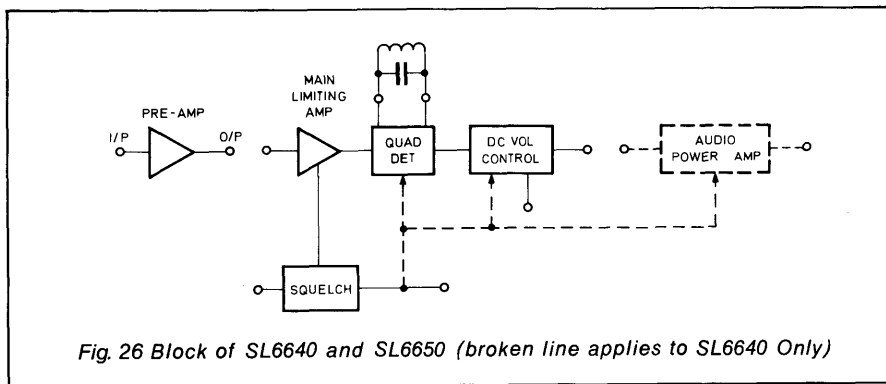 PRE-AMP
I/P
O/P
MAIN
LIMITING
AMP
QUAD
DET
DC VOL
CONTROL
AUDIO
POWER AMP
SQUELCH
Fig. 26 Block of SL6640 and SL6650 (broken line applies to SL6640 Only)